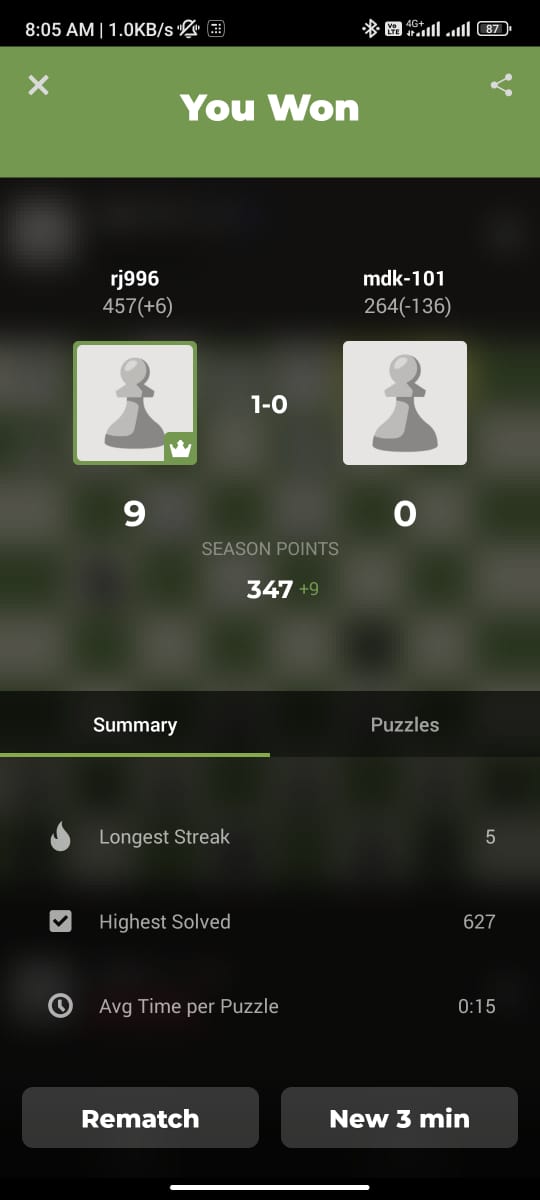 8:05 AM | 1.0KB/s
Vo LTE 4G+ 87
You Won
rj996 mdk-101
457(+6) 264(-136)
1-0
9 0
SEASON POINTS
347 +9
Summary Puzzles
Longest Streak 5
Highest Solved 627
Avg Time per Puzzle 0:15
Rematch New 3 min